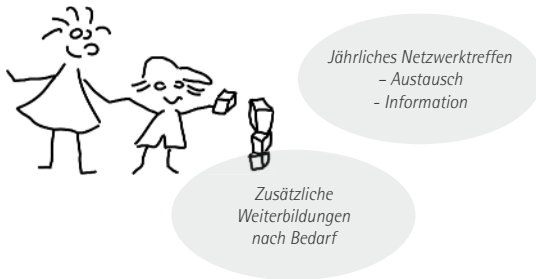 Jährliches Netzwerktreffen
– Austausch
- Information
Zusätzliche
Weiterbildungen
nach Bedarf